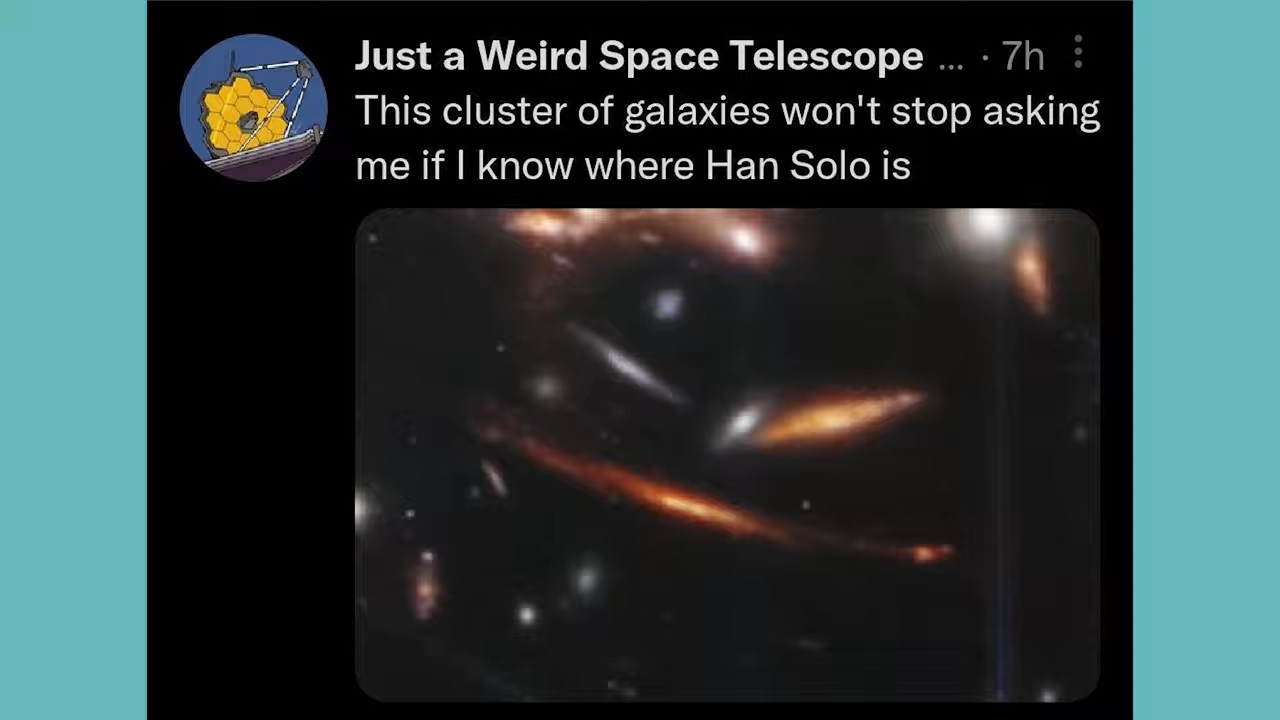 Just a Weird Space Telescope ... · 7h
This cluster of galaxies won't stop asking
me if I know where Han Solo is